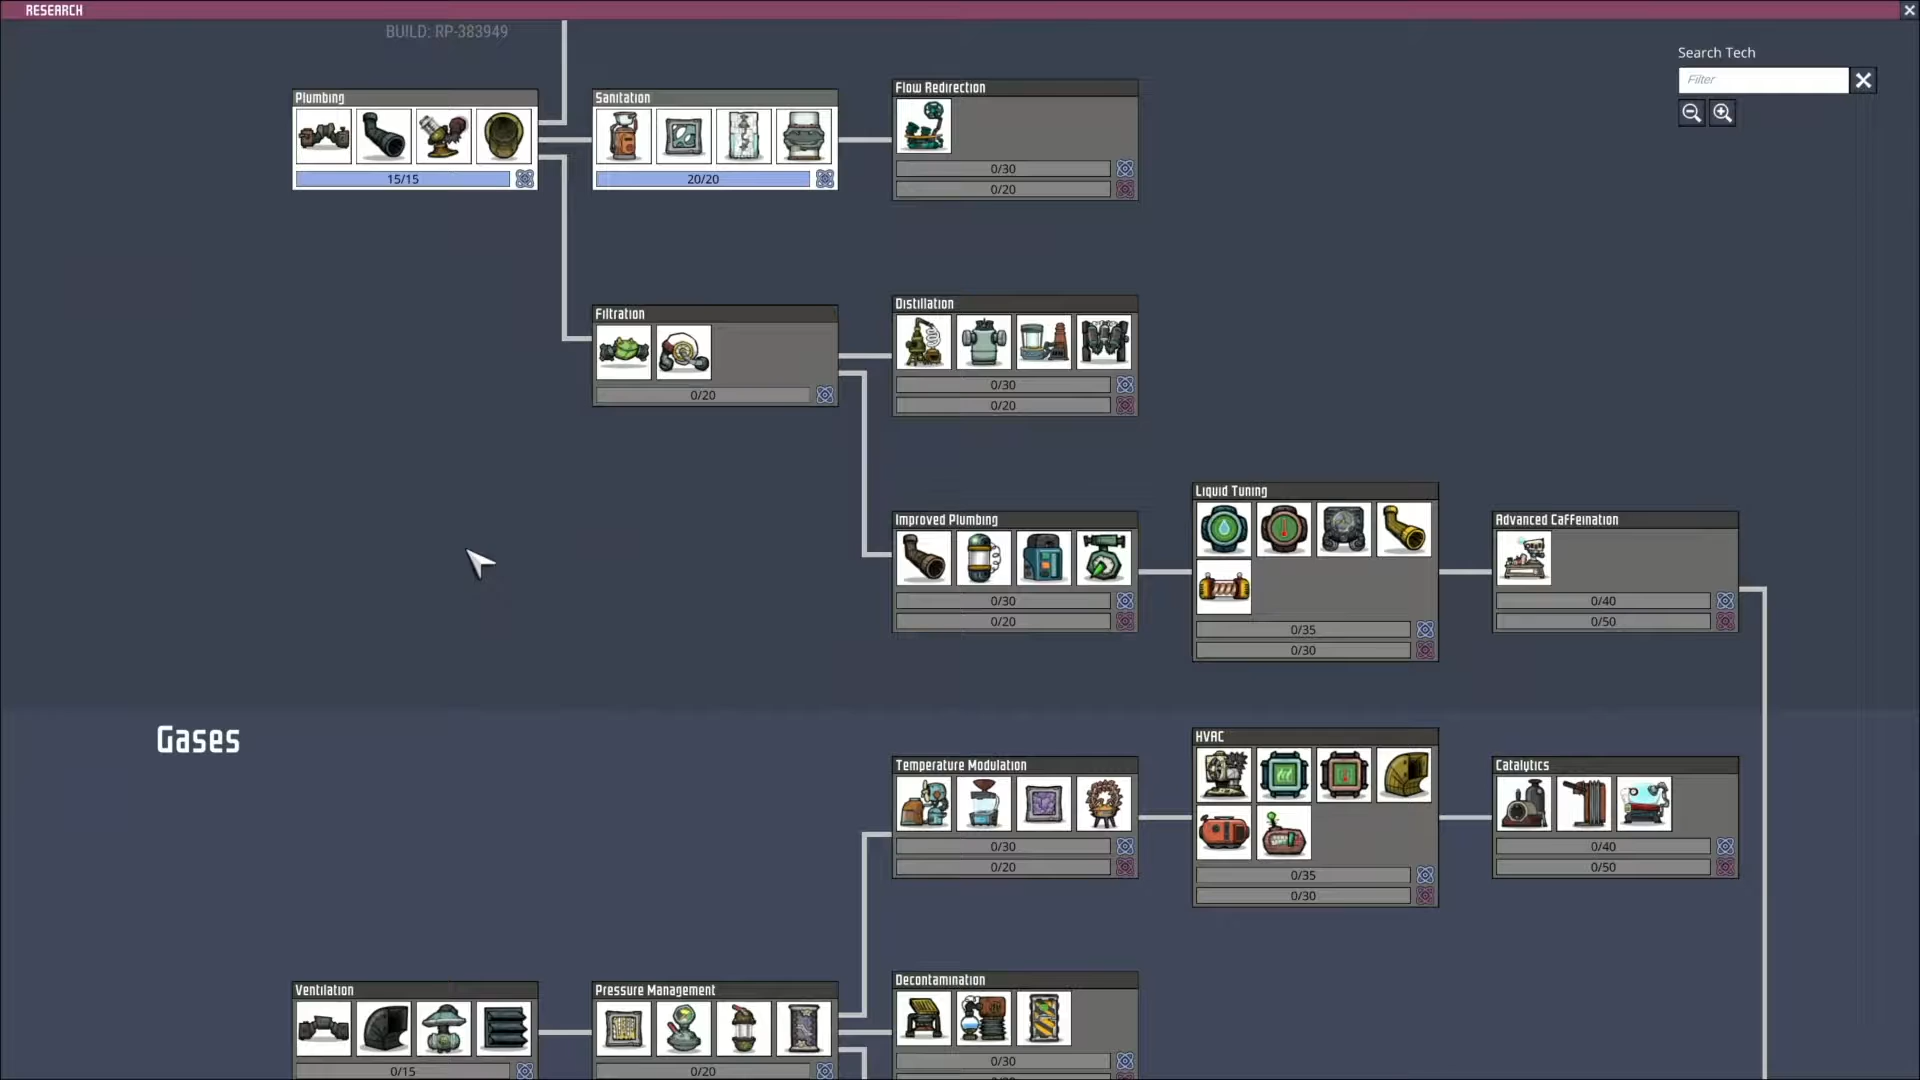 RESEARCH
BUILD: RP-383949
Search Tech
Filter
Plumbing
15/15
Sanitation
20/20
Flow Redirection
0/30
0/20
Filtration
0/20
Distillation
0/30
0/20
Improved Plumbing
0/30
0/20
Liquid Tuning
0/35
0/30
Advanced Caffeination
0/40
0/50
Gases
Temperature Modulation
0/30
0/20
HVAC
0/35
0/30
Catalytics
0/40
0/50
Ventilation
0/15
Pressure Management
0/20
Decontamination
0/30